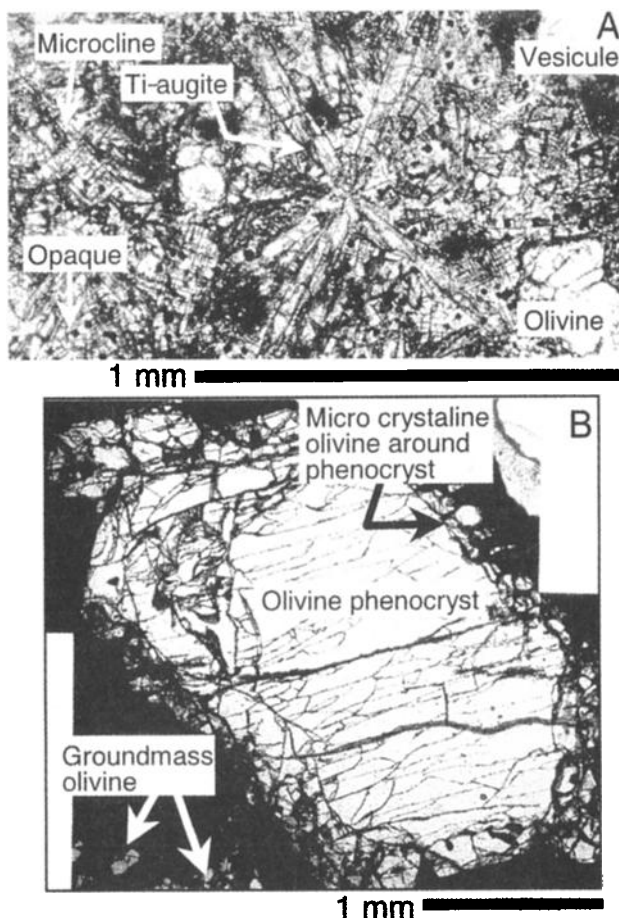 A
Microcline
Vesicule
Ti-augite
Opaque
Olivine
1 mm
B
Micro crystaline
olivine around
phenocryst
Olivine phenocryst
Groundmass
olivine
1 mm